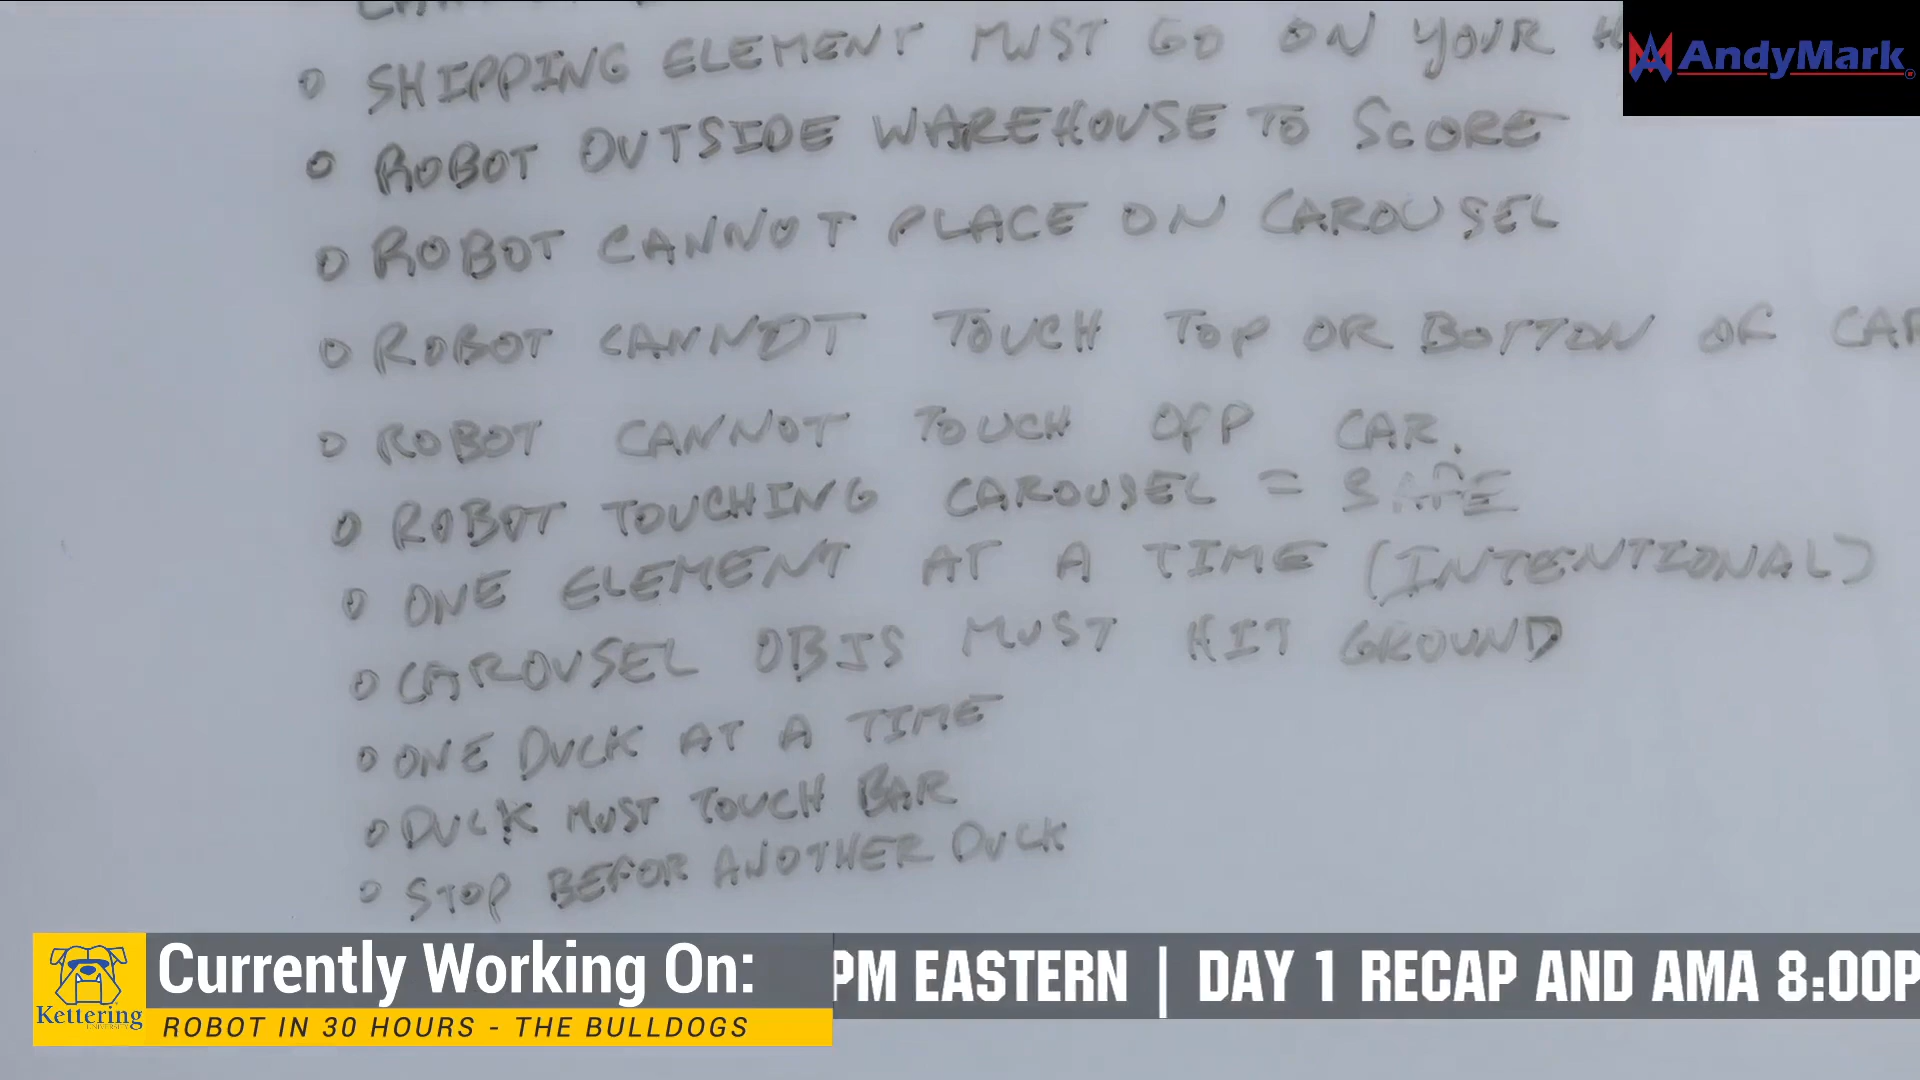 o SHIPPING ELEMENT MUST GO ON YOUR H
AndyMark
o ROBOT OUTSIDE WAREHOUSE TO SCORE
o ROBOT CANNOT PLACE ON CAROUSEL
o ROBOT CANNOT TOUCH TOP OR BOTTON OF CAR
o ROBOT CANNOT TOUCH OPP CAR.
o ROBOT TOUCHING CAROUSEL = SAFE
o ONE ELEMENT AT A TIME (INTENTIONAL)
o CAROUSEL OBJS MUST HIT GROUND
o ONE DUCK AT A TIME
o DUCK MUST TOUCH BAR
o STOP BEFOR ANOTHER DUCK
Kettering
UNIVERSITY
Currently Working On:
ROBOT IN 30 HOURS - THE BULLDOGS
PM EASTERN | DAY 1 RECAP AND AMA 8:00P